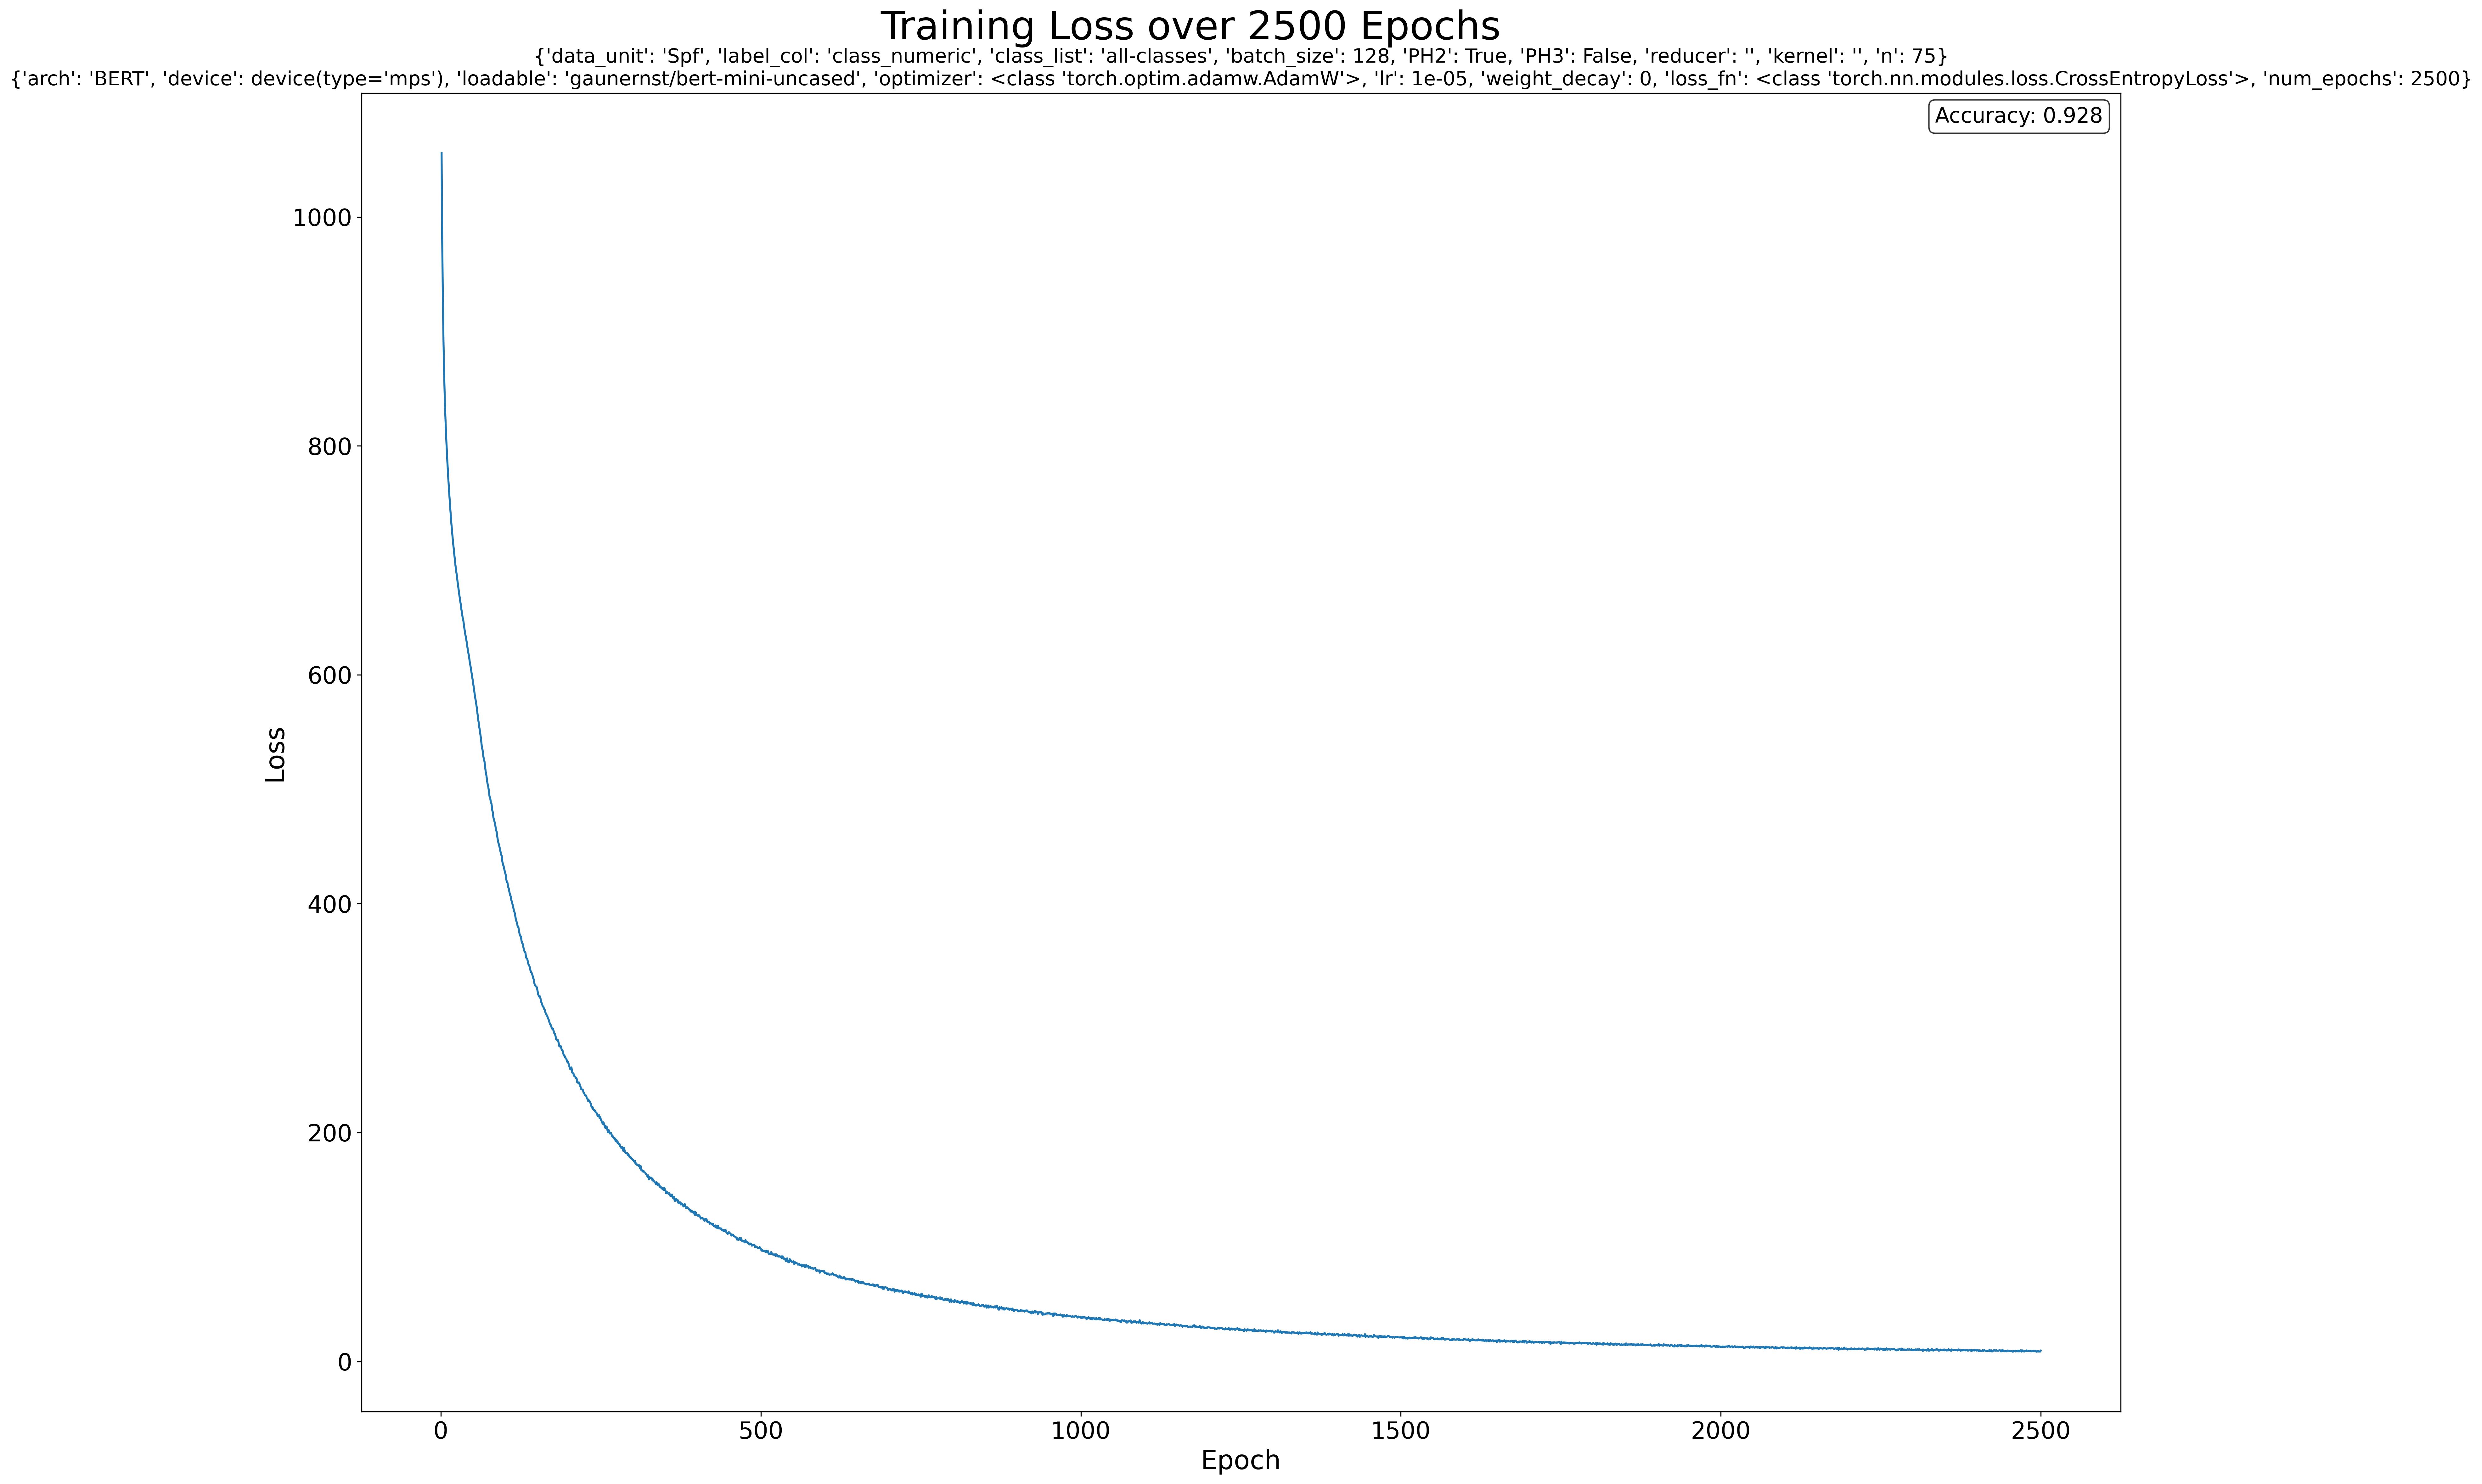 Training Loss over 2500 Epochs
{'data_unit': 'Spf', 'label_col': 'class_numeric', 'class_list': 'all-classes', 'batch_size': 128, 'PH2': True, 'PH3': False, 'reducer': '', 'kernel': '', 'n': 75}
{'arch': 'BERT', 'device': device(type='mps'), 'loadable': 'gaunernst/bert-mini-uncased', 'optimizer': <class 'torch.optim.adamw.AdamW'>, 'lr': 1e-05, 'weight_decay': 0, 'loss_fn': <class 'torch.nn.modules.loss.CrossEntropyLoss'>, 'num_epochs': 2500}
Accuracy: 0.928
1000
800
600
400
200
0
Loss
0 500 1000 1500 2000 2500
Epoch